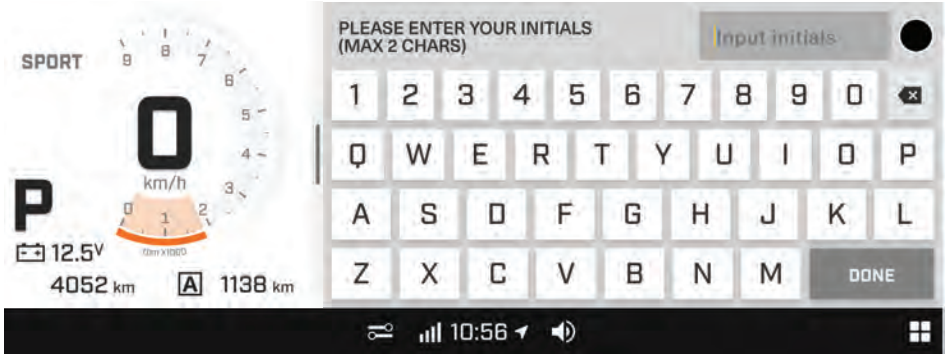 SPORT
9 8 7 6 5 4 3 2 1 0
0
km/h
rpm x1000
P
12.5V
4052 km A 1138 km
PLEASE ENTER YOUR INITIALS
(MAX 2 CHARS)
Input initials
1 2 3 4 5 6 7 8 9 0
Q W E R T Y U I O P
A S D F G H J K L
Z X C V B N M DONE
10:56